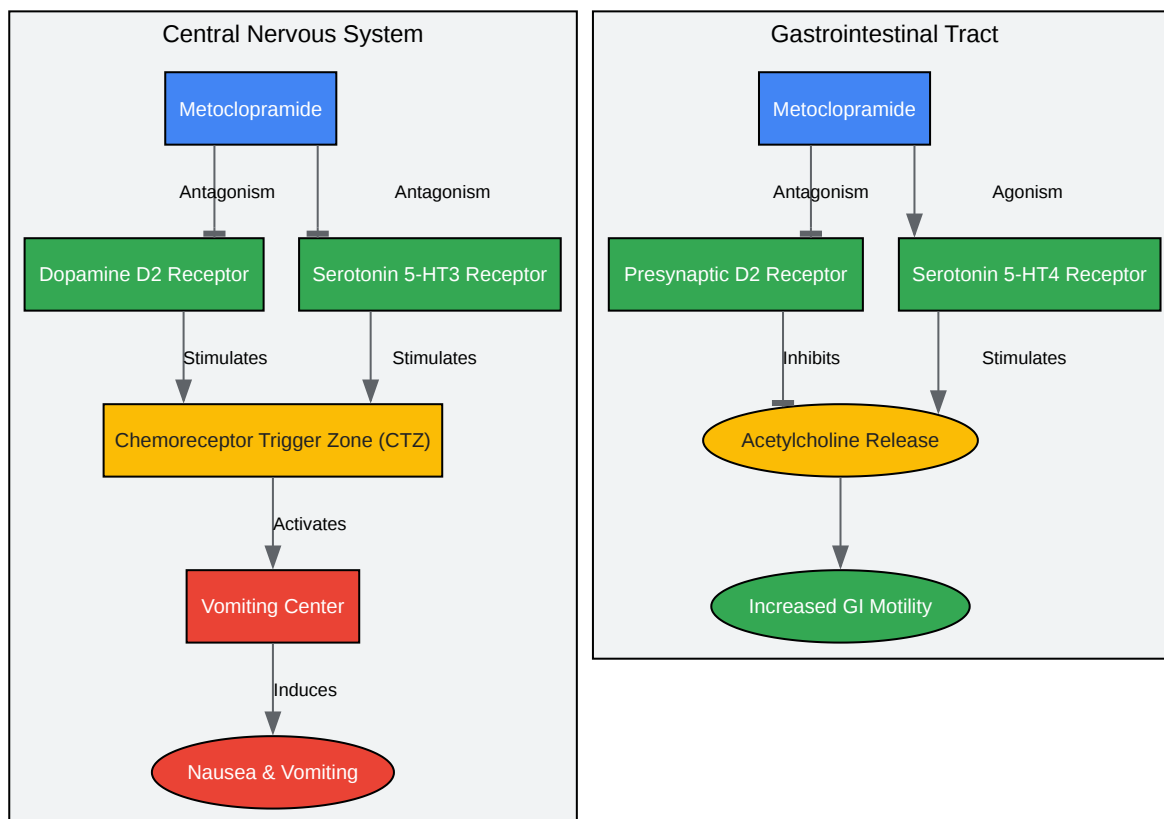 Central Nervous System
Metoclopramide
Antagonism
Antagonism
Dopamine D2 Receptor
Serotonin 5-HT3 Receptor
Stimulates
Stimulates
Chemoreceptor Trigger Zone (CTZ)
Activates
Vomiting Center
Induces
Nausea & Vomiting
Gastrointestinal Tract
Metoclopramide
Antagonism
Agonism
Presynaptic D2 Receptor
Serotonin 5-HT4 Receptor
Inhibits
Stimulates
Acetylcholine Release
Increased GI Motility